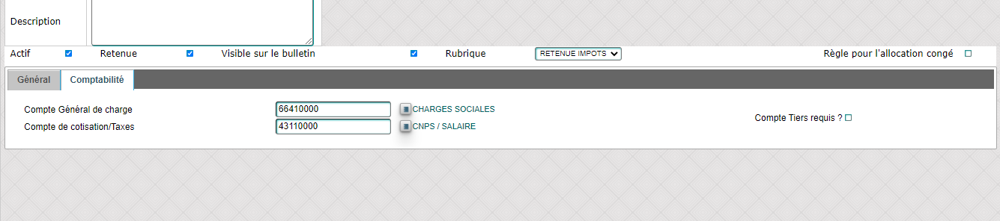 Description
Actif Retenue Visible sur le bulletin Rubrique RETENUE IMPOTS Règle pour l'allocation congé
Général Comptabilité
Compte Général de charge 66410000 CHARGES SOCIALES
Compte Tiers requis ?
Compte de cotisation/Taxes 43110000 CNPS / SALAIRE